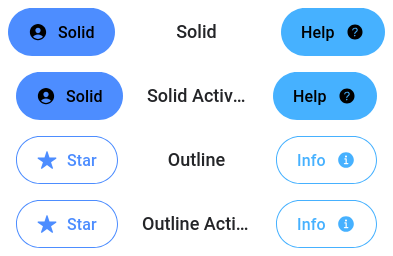 Solid Solid Help
Solid Solid Activ... Help
Star Outline Info
Star Outline Acti... Info